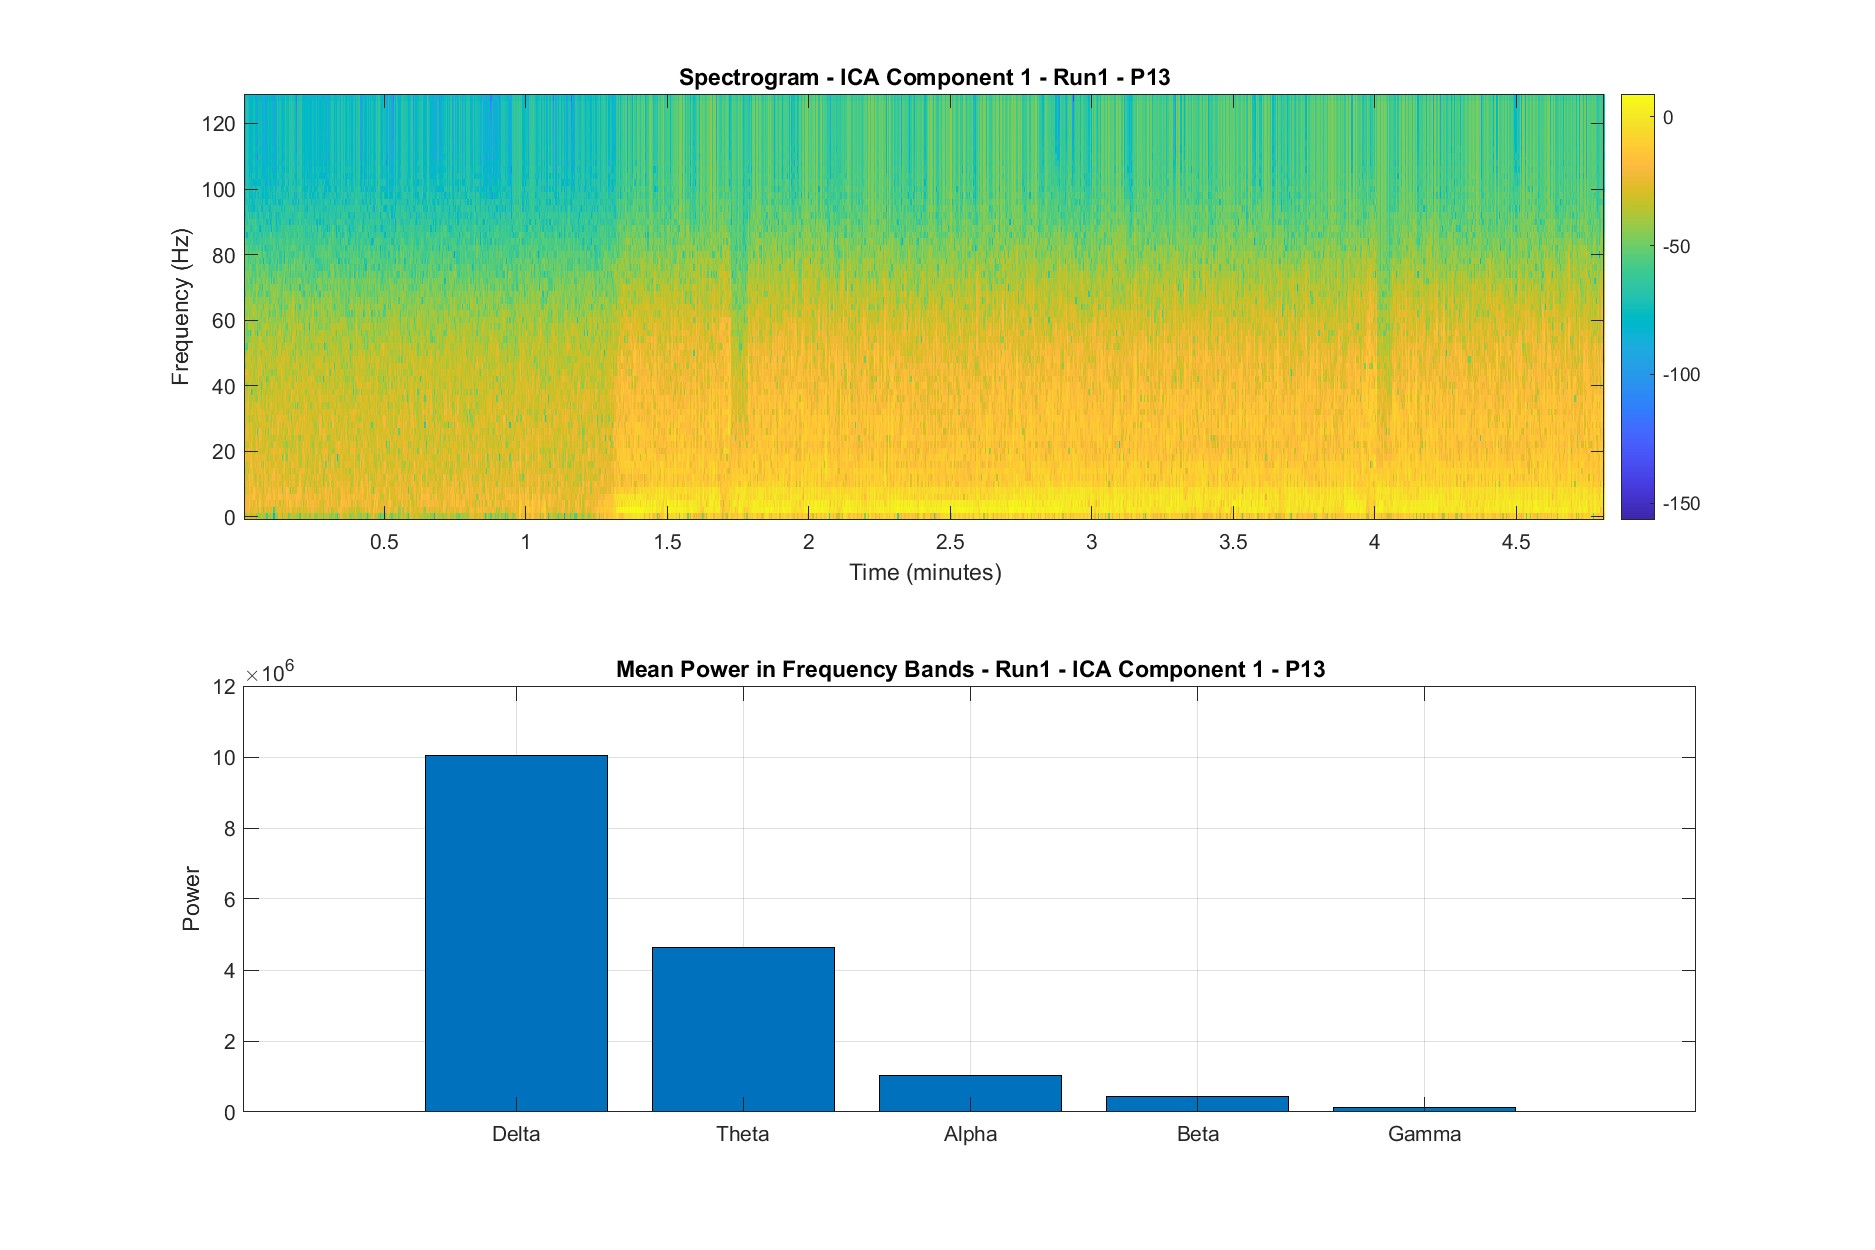 Spectrogram - ICA Component 1 - Run1 - P13
120
100
80
60
40
20
0
Frequency (Hz)
0.5 1 1.5 2 2.5 3 3.5 4 4.5
Time (minutes)
0
-50
-100
-150
Mean Power in Frequency Bands - Run1 - ICA Component 1 - P13
×10^6
12
10
8
6
4
2
0
Power
Delta Theta Alpha Beta Gamma